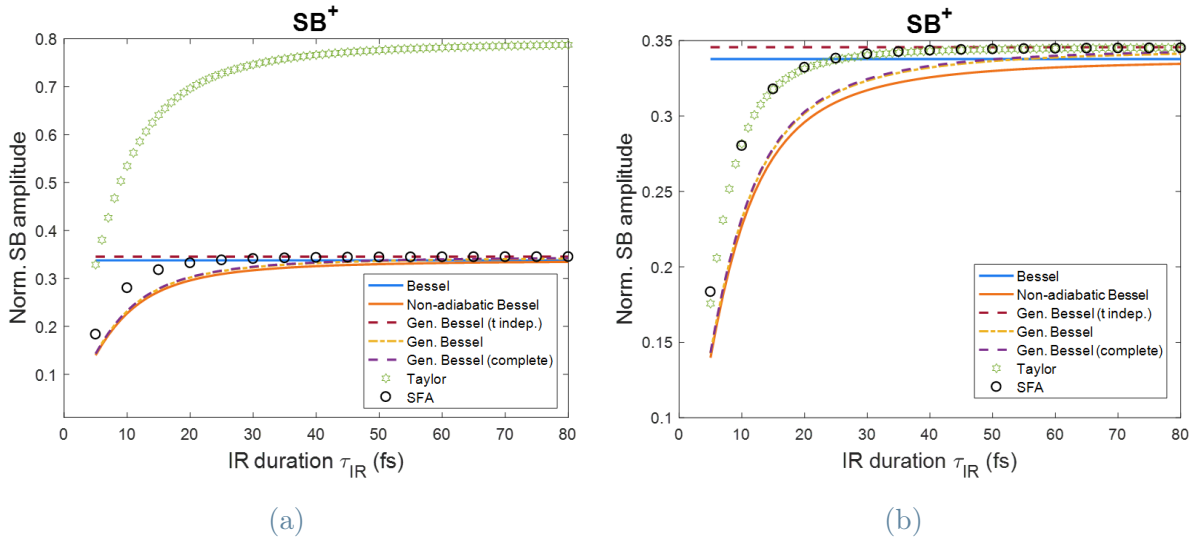 SB+
0.8
0.7
0.6
0.5
0.4
0.3
0.2
0.1
Norm. SB amplitude
0 10 20 30 40 50 60 70 80
IR duration τIR (fs)
Bessel
Non-adiabatic Bessel
Gen. Bessel (t indep.)
Gen. Bessel
Gen. Bessel (complete)
Taylor
SFA
(a)
SB+
0.35
0.3
0.25
0.2
0.15
0.1
Norm. SB amplitude
0 10 20 30 40 50 60 70 80
IR duration τIR (fs)
Bessel
Non-adiabatic Bessel
Gen. Bessel (t indep.)
Gen. Bessel
Gen. Bessel (complete)
Taylor
SFA
(b)